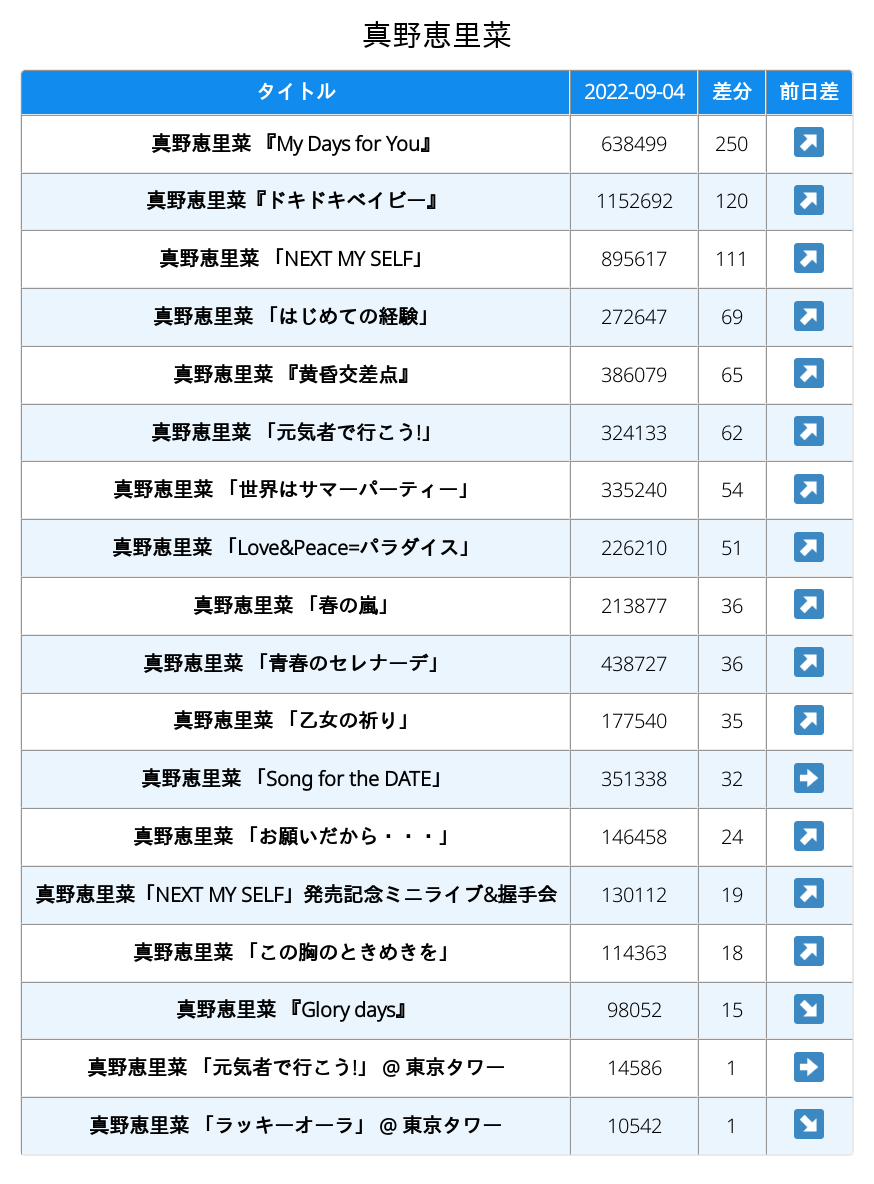 真野恵里菜
タイトル 2022-09-04 差分 前日差
真野恵里菜 『My Days for You』 638499 250 ↗
真野恵里菜『ドキドキベイビー』 1152692 120 ↗
真野恵里菜 「NEXT MY SELF」 895617 111 ↗
真野恵里菜 「はじめての経験」 272647 69 ↗
真野恵里菜 『黄昏交差点』 386079 65 ↗
真野恵里菜 「元気者で行こう!」 324133 62 ↗
真野恵里菜 「世界はサマーパーティー」 335240 54 ↗
真野恵里菜 「Love&Peace=パラダイス」 226210 51 ↗
真野恵里菜 「春の嵐」 213877 36 ↗
真野恵里菜 「青春のセレナーデ」 438727 36 ↗
真野恵里菜 「乙女の祈り」 177540 35 ↗
真野恵里菜 「Song for the DATE」 351338 32 ➡
真野恵里菜 「お願いだから・・・」 146458 24 ↗
真野恵里菜「NEXT MY SELF」発売記念ミニライブ&握手会 130112 19 ↗
真野恵里菜 「この胸のときめきを」 114363 18 ↗
真野恵里菜 『Glory days』 98052 15 ↘
真野恵里菜 「元気者で行こう!」 @ 東京タワー 14586 1 ➡
真野恵里菜 「ラッキーオーラ」 @ 東京タワー 10542 1 ↘